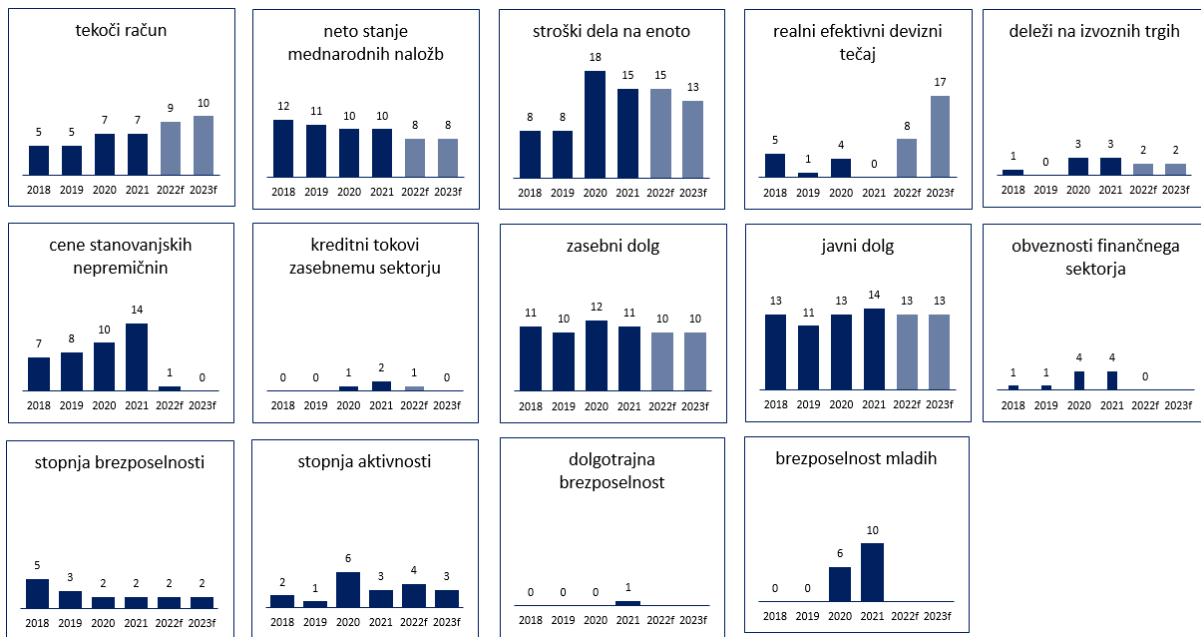 tekoči račun
5 5 7 7 9 10
2018 2019 2020 2021 2022f 2023f
neto stanje
mednarodnih naložb
12 11 10 10 8 8
2018 2019 2020 2021 2022f 2023f
stroški dela na enoto
8 8 18 15 15 13
2018 2019 2020 2021 2022f 2023f
realni efektivni devizni
tečaj
5 1 4 0 8 17
2018 2019 2020 2021 2022f 2023f
deleži na izvoznih trgih
1 0 3 3 2 2
2018 2019 2020 2021 2022f 2023f
cene stanovanjskih
nepremičnin
7 8 10 14 1 0
2018 2019 2020 2021 2022f 2023f
kreditni tokovi
zasebnemu sektorju
0 0 1 2 1 0
2018 2019 2020 2021 2022f 2023f
zasebni dolg
11 10 12 11 10 10
2018 2019 2020 2021 2022f 2023f
javni dolg
13 11 13 14 13 13
2018 2019 2020 2021 2022f 2023f
obveznosti finančnega
sektorja
1 1 4 4 0
2018 2019 2020 2021 2022f 2023f
stopnja brezposelnosti
5 3 2 2 2 2
2018 2019 2020 2021 2022f 2023f
stopnja aktivnosti
2 1 6 3 4 3
2018 2019 2020 2021 2022f 2023f
dolgotrajna
brezposelnost
0 0 0 1
2018 2019 2020 2021 2022f 2023f
brezposelnost mladih
0 0 6 10
2018 2019 2020 2021 2022f 2023f